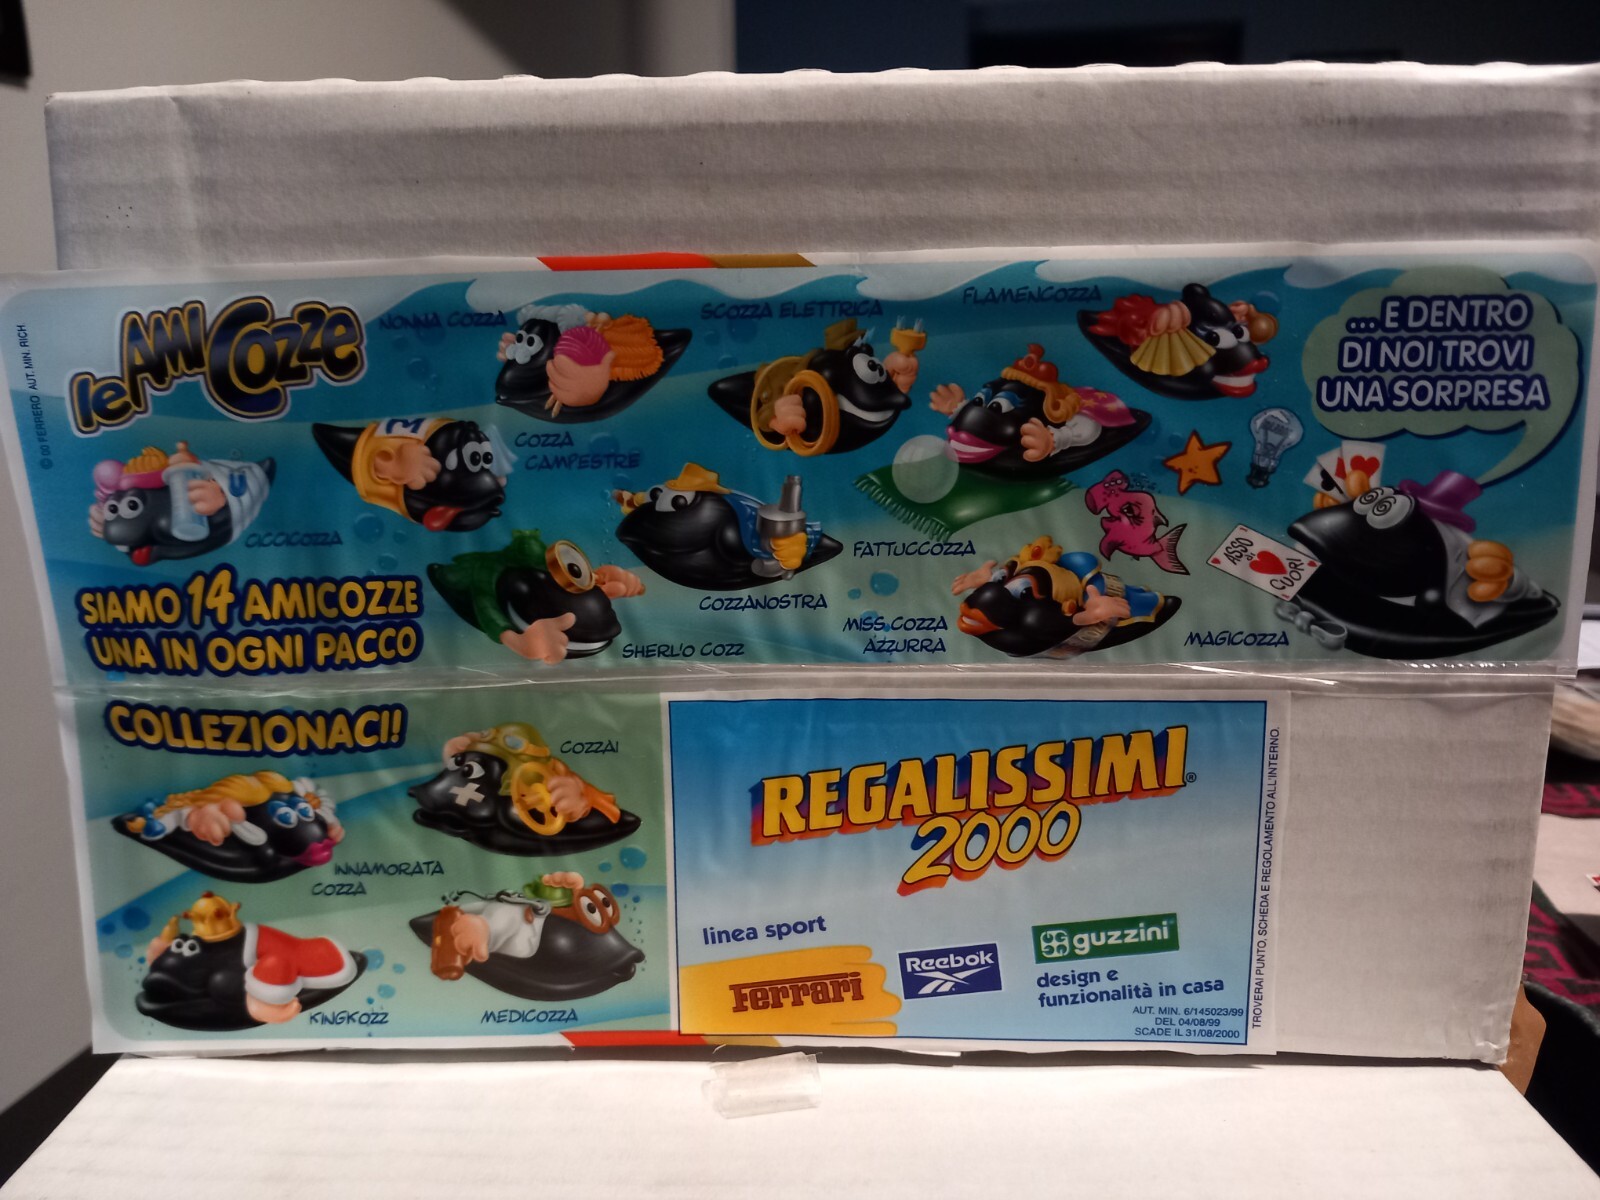 © 00 FERRERO AUT. MIN. RICH.
le AMICOZZE
NONNA COZZA
SCOZZA ELETTRICA
FLAMENCOZZA
...E DENTRO
DI NOI TROVI
UNA SORPRESA
COZZA
CAMPESTRE
CICCICOZZA
M
FATTUCCOZZA
COZZANOSTRA
SHERL'O COZZ
MISS COZZA
AZZURRA
MAGICOZZA
ASSO
di
CUORI
SIAMO 14 AMICOZZE
UNA IN OGNI PACCO
COLLEZIONACI!
COZZAI
INNAMORATA
COZZA
KINGKOZZ
MEDICOZZA
REGALISSIMI®
2000
linea sport
Ferrari
Reebok
guzzini
design e
funzionalità in casa
AUT. MIN. 6/145023/99
DEL 04/08/99
SCADE IL 31/08/2000
TROVERAI PUNTO, SCHEDA E REGOLAMENTO ALL'INTERNO.